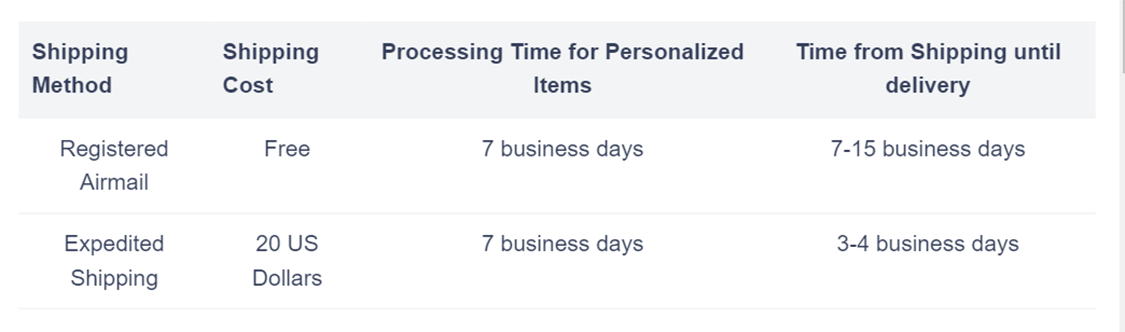 Shipping Method
Shipping Cost
Processing Time for Personalized Items
Time from Shipping until delivery
Registered Airmail
Free
7 business days
7-15 business days
Expedited Shipping
20 US Dollars
7 business days
3-4 business days